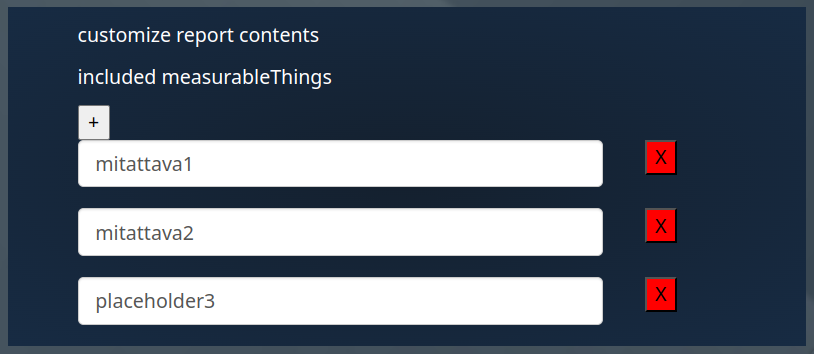 customize report contents
included measurableThings
+
mitattava1 X
mitattava2 X
placeholder3 X